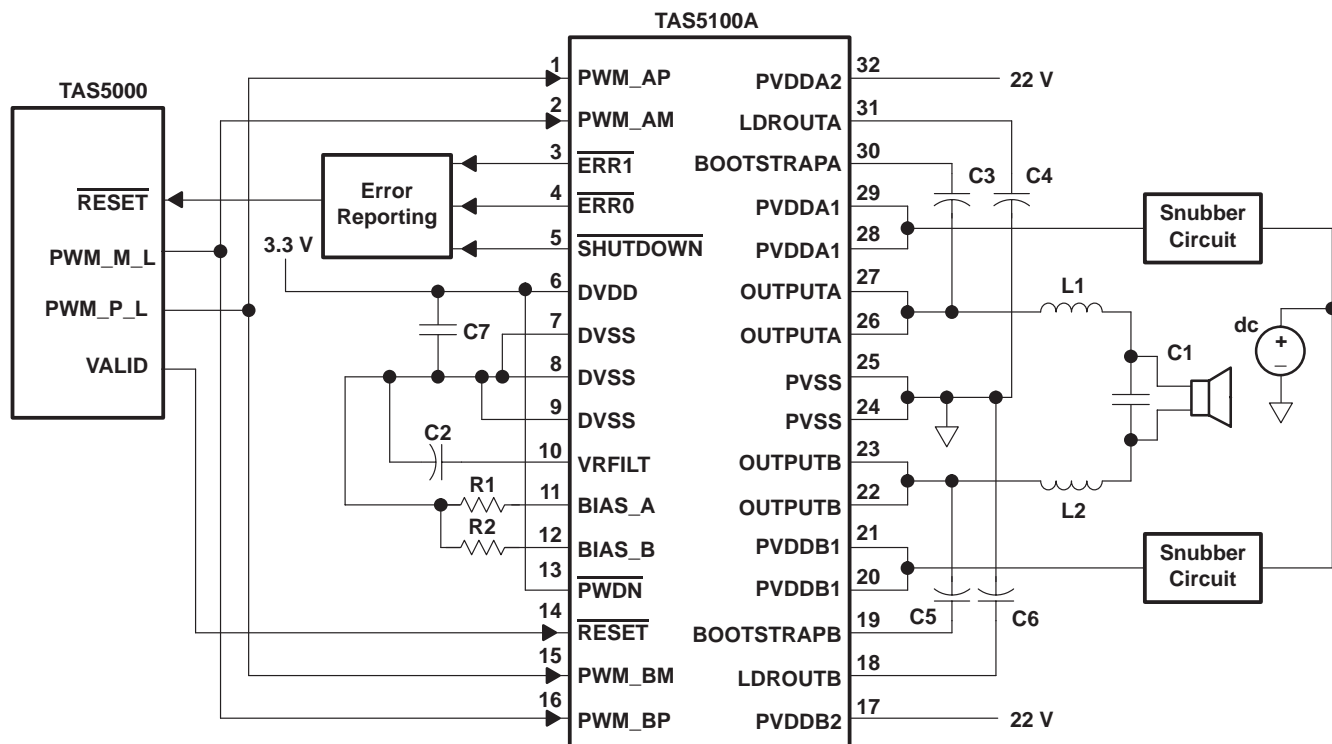 TAS5100A
TAS5000
RESET
PWM_M_L
PWM_P_L
VALID
Error
Reporting
3.3 V
C7
C2
R1
R2
1
2
3
4
5
6
7
8
9
10
11
12
13
14
15
16
PWM_AP
PWM_AM
ERR1
ERR0
SHUTDOWN
DVDD
DVSS
DVSS
DVSS
VRFILT
BIAS_A
BIAS_B
PWDN
RESET
PWM_BM
PWM_BP
PVDDA2
LDROUTA
BOOTSTRAPA
PVDDA1
PVDDA1
OUTPUTA
OUTPUTA
PVSS
PVSS
OUTPUTB
OUTPUTB
PVDDB1
PVDDB1
BOOTSTRAPB
LDROUTB
PVDDB2
32
31
30
29
28
27
26
25
24
23
22
21
20
19
18
17
22 V
C3
C4
Snubber
Circuit
L1
dc
+
–
C1
L2
Snubber
Circuit
C5
C6
22 V